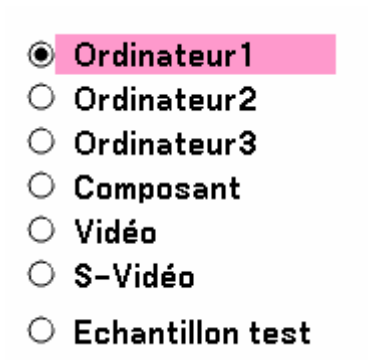 Ordinateur1
Ordinateur2
Ordinateur3
Composant
Vidéo
S-Vidéo
Echantillon test